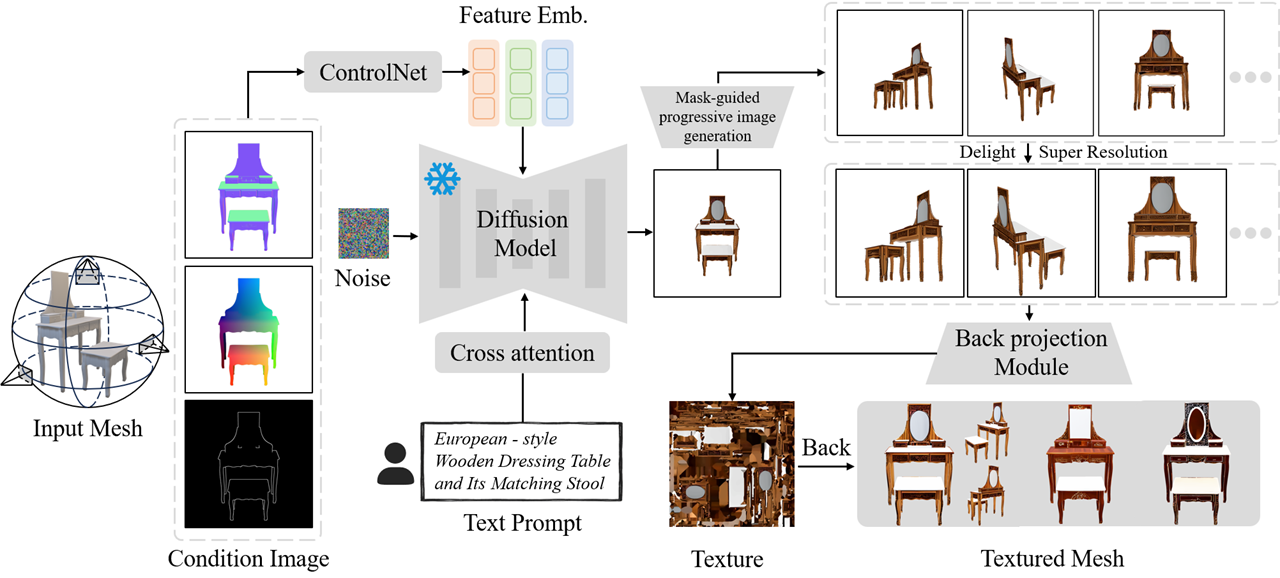 Feature Emb.
ControlNet
Mask-guided
progressive image
generation
Delight
Super Resolution
Diffusion
Model
Noise
Cross attention
Back projection
Module
Input Mesh
European - style
Wooden Dressing Table
and Its Matching Stool
Back
Text Prompt
Condition Image
Texture
Textured Mesh